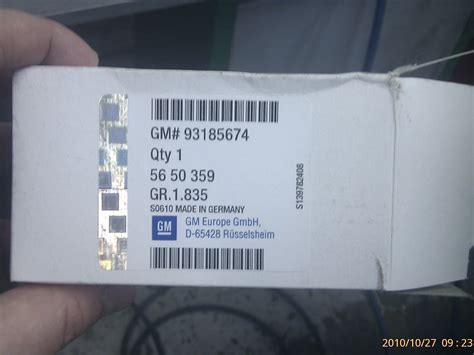 GM# 93185674
Qty 1
56 50 359
GR.1.835
S0610 MADE IN GERMANY
GM
GM Europe GmbH,
D-65428 Rüsselsheim
S139782408
2010/10/27 09:23